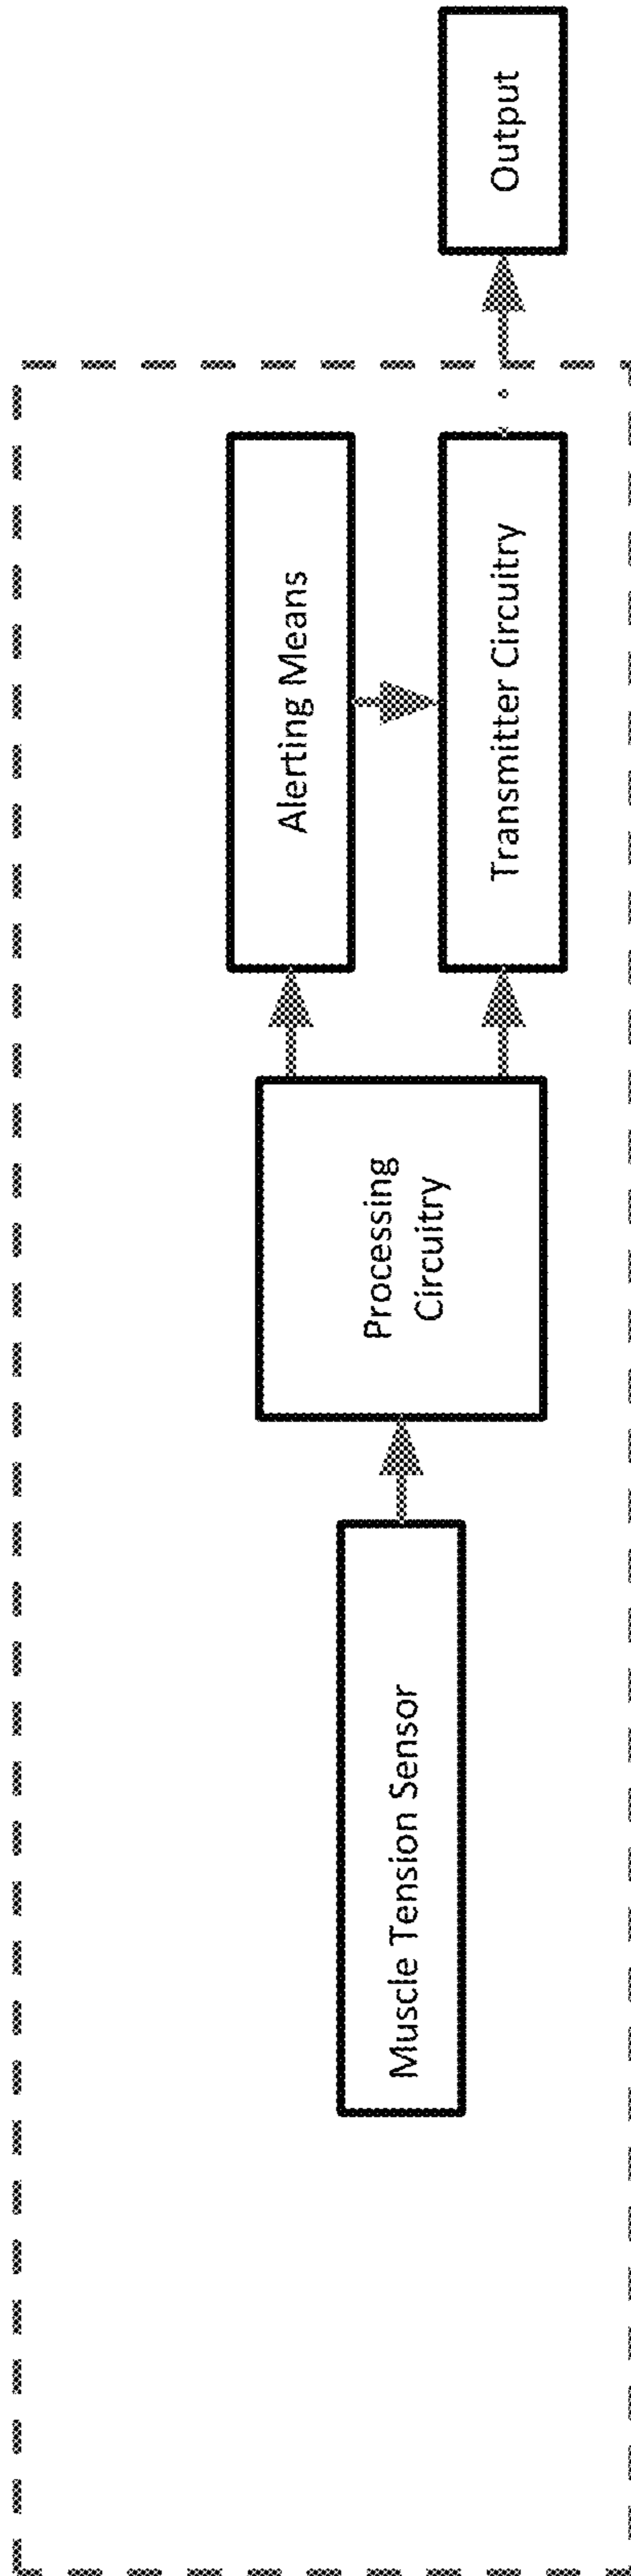 Muscle Tension Sensor
Processing
Circuitry
Alerting Means
Transmitter Circuitry
Output